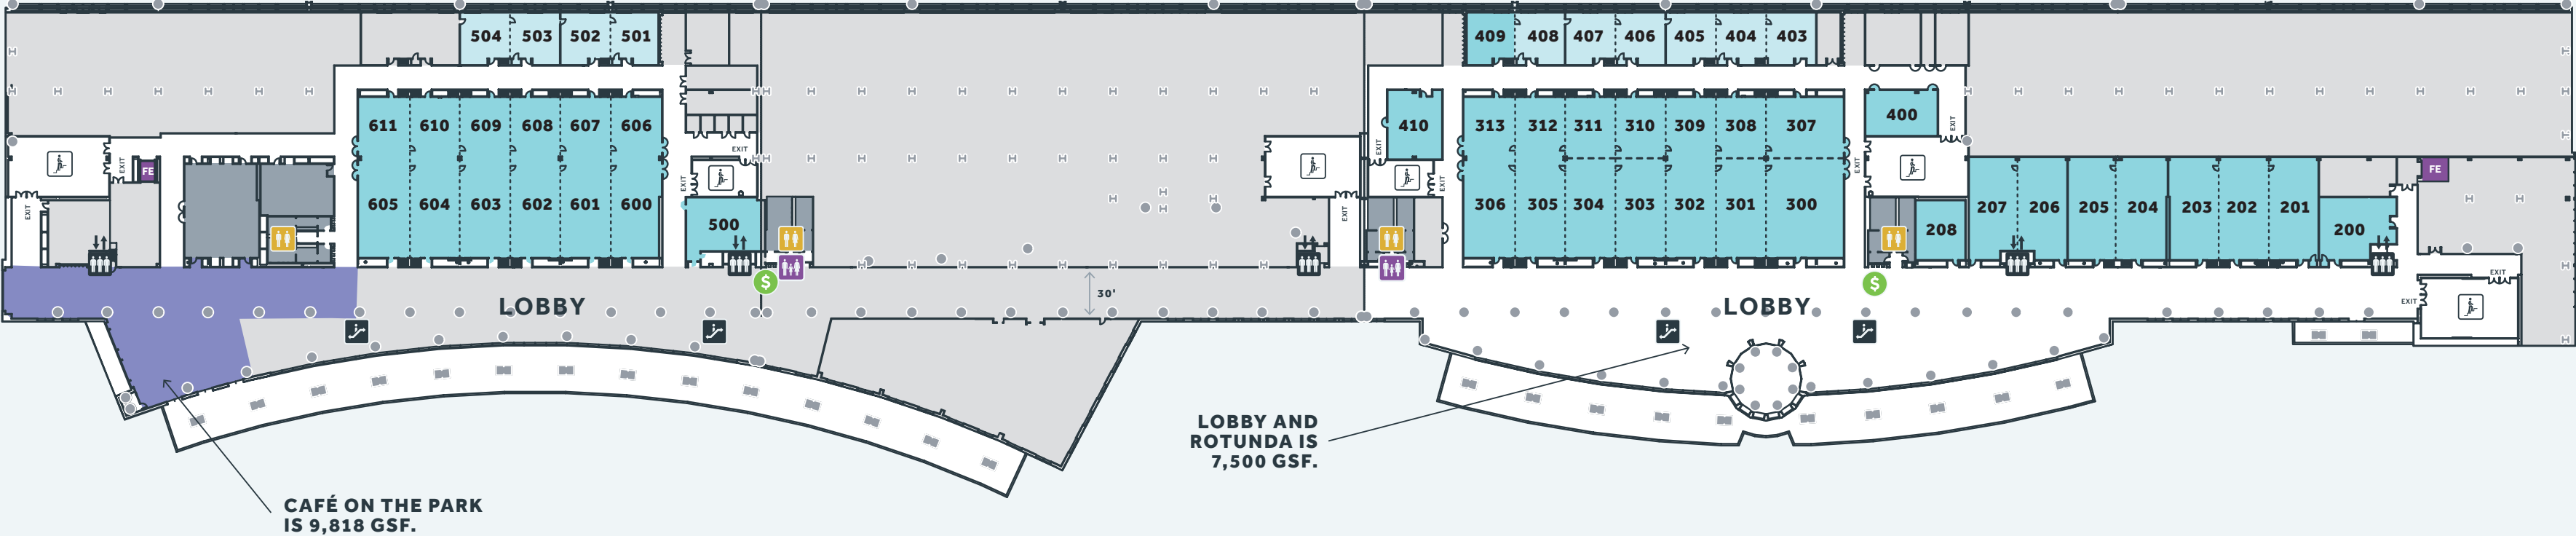 504 503 502 501
409 408 407 406 405 404 403
611 610 609 608 607 606
410
313 312 311 310 309 308 307
400
EXIT
EXIT
EXIT
EXIT
EXIT
FE
FE
EXIT
EXIT
EXIT
605 604 603 602 601 600
500
306 305 304 303 302 301 300
208
207 206 205 204 203 202 201
200
EXIT
$
$
30'
LOBBY
LOBBY
EXIT
EXIT
LOBBY AND
ROTUNDA IS
7,500 GSF.
CAFÉ ON THE PARK
IS 9,818 GSF.